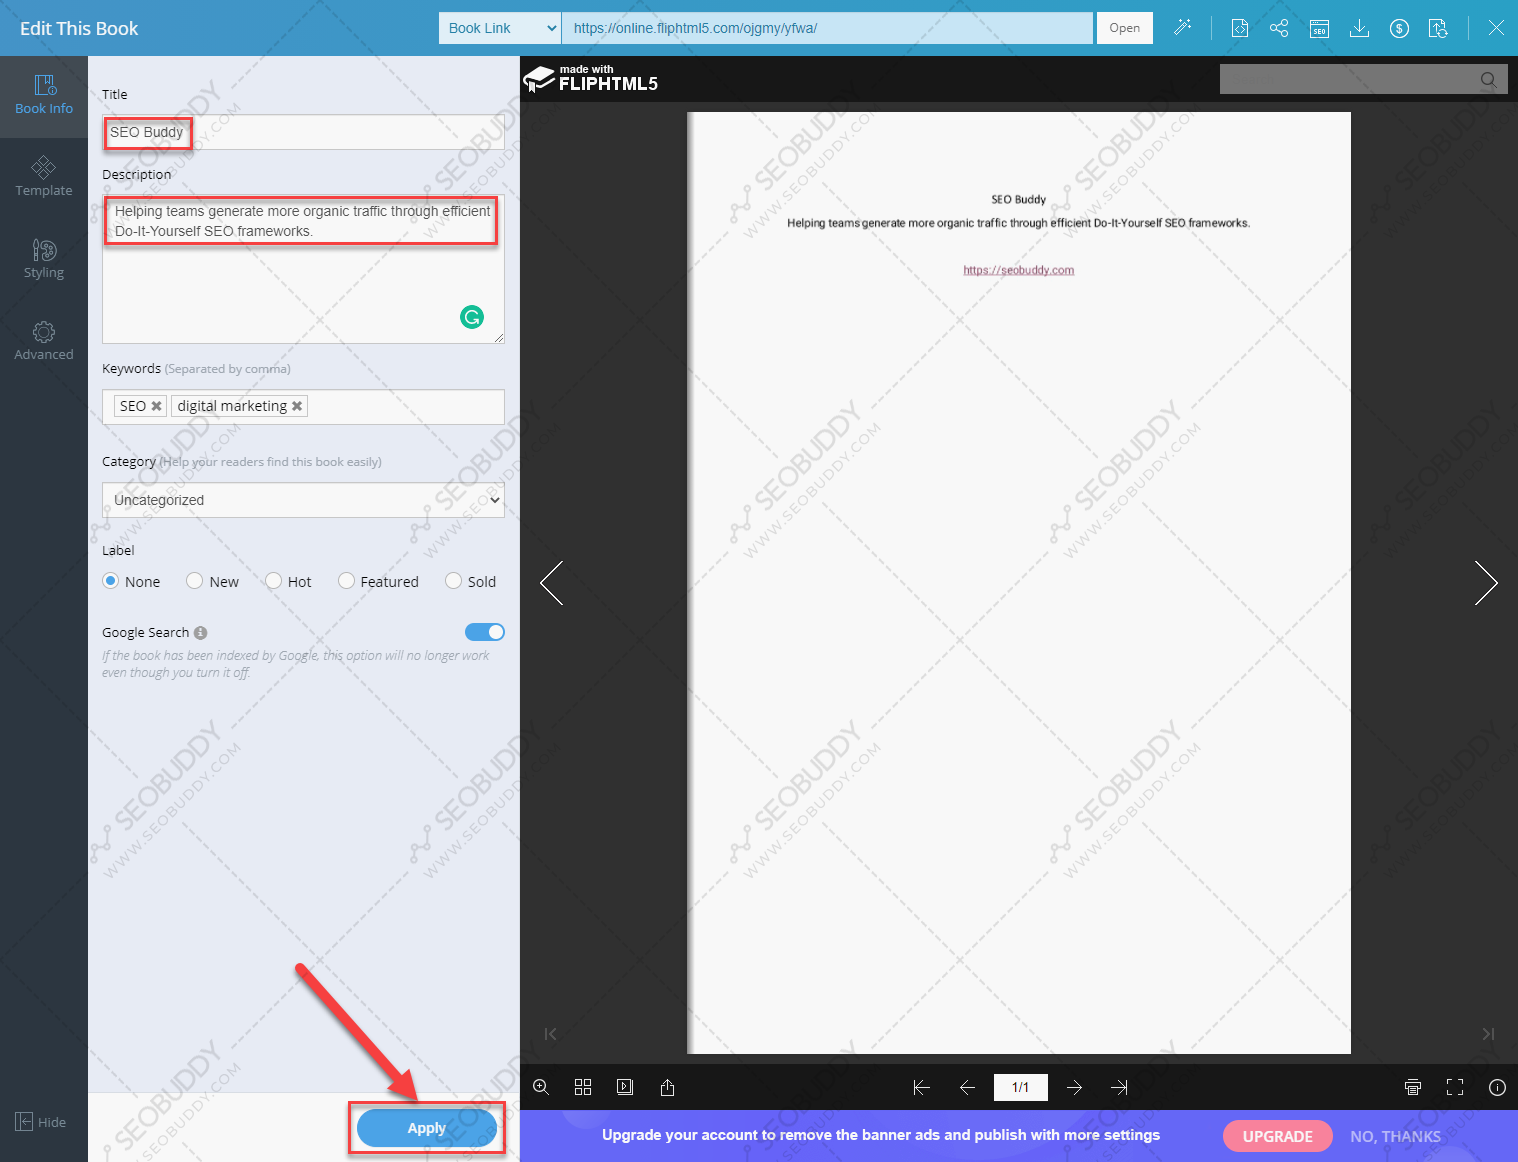 Edit This Book
Book Link
https://online.fliphtml5.com/ojgmy/yfwa/
Open
SEO
$
Book Info
Template
Styling
Advanced
Hide
Title
SEO Buddy
Description
Helping teams generate more organic traffic through efficient
Do-It-Yourself SEO frameworks.
Keywords (Separated by comma)
SEO ✖ digital marketing ✖
Category (Help your readers find this book easily)
Uncategorized
Label
None New Hot Featured Sold
Google Search
If the book has been indexed by Google, this option will no longer work
even though you turn it off.
Apply
made with
FLIPHTML5
SEO Buddy
Helping teams generate more organic traffic through efficient Do-It-Yourself SEO frameworks.
https://seobuddy.com
1/1
Upgrade your account to remove the banner ads and publish with more settings
UPGRADE
NO, THANKS
SEOBUDDY
WWW.SEOBUDDY.COM